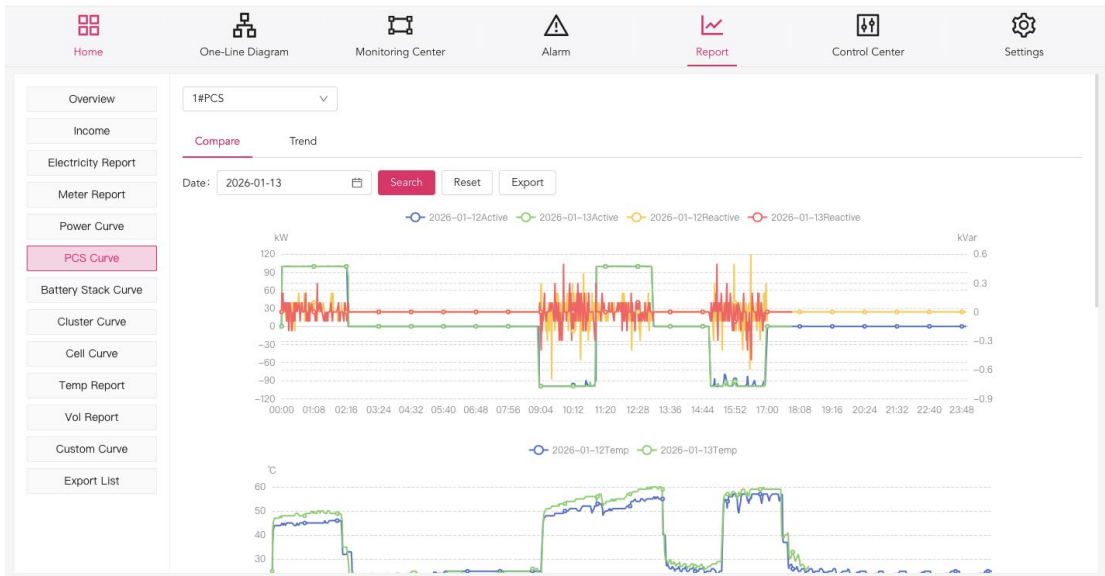 Home
One-Line Diagram
Monitoring Center
Alarm
Report
Control Center
Settings
Overview
Income
Electricity Report
Meter Report
Power Curve
PCS Curve
Battery Stack Curve
Cluster Curve
Cell Curve
Temp Report
Vol Report
Custom Curve
Export List
1#PCS
Compare Trend
Date: 2026-01-13 Search Reset Export
2026-01-12Active 2026-01-13Active 2026-01-12Reactive 2026-01-13Reactive
kW
kVar
120
90
60
30
0
-30
-60
-90
-120
0.6
0.3
0
-0.3
-0.6
-0.9
00:00 01:08 02:16 03:24 04:32 05:40 06:48 07:56 09:04 10:12 11:20 12:28 13:36 14:44 15:52 17:00 18:08 19:16 20:24 21:32 22:40 23:48
2026-01-12Temp 2026-01-13Temp
℃
60
50
40
30